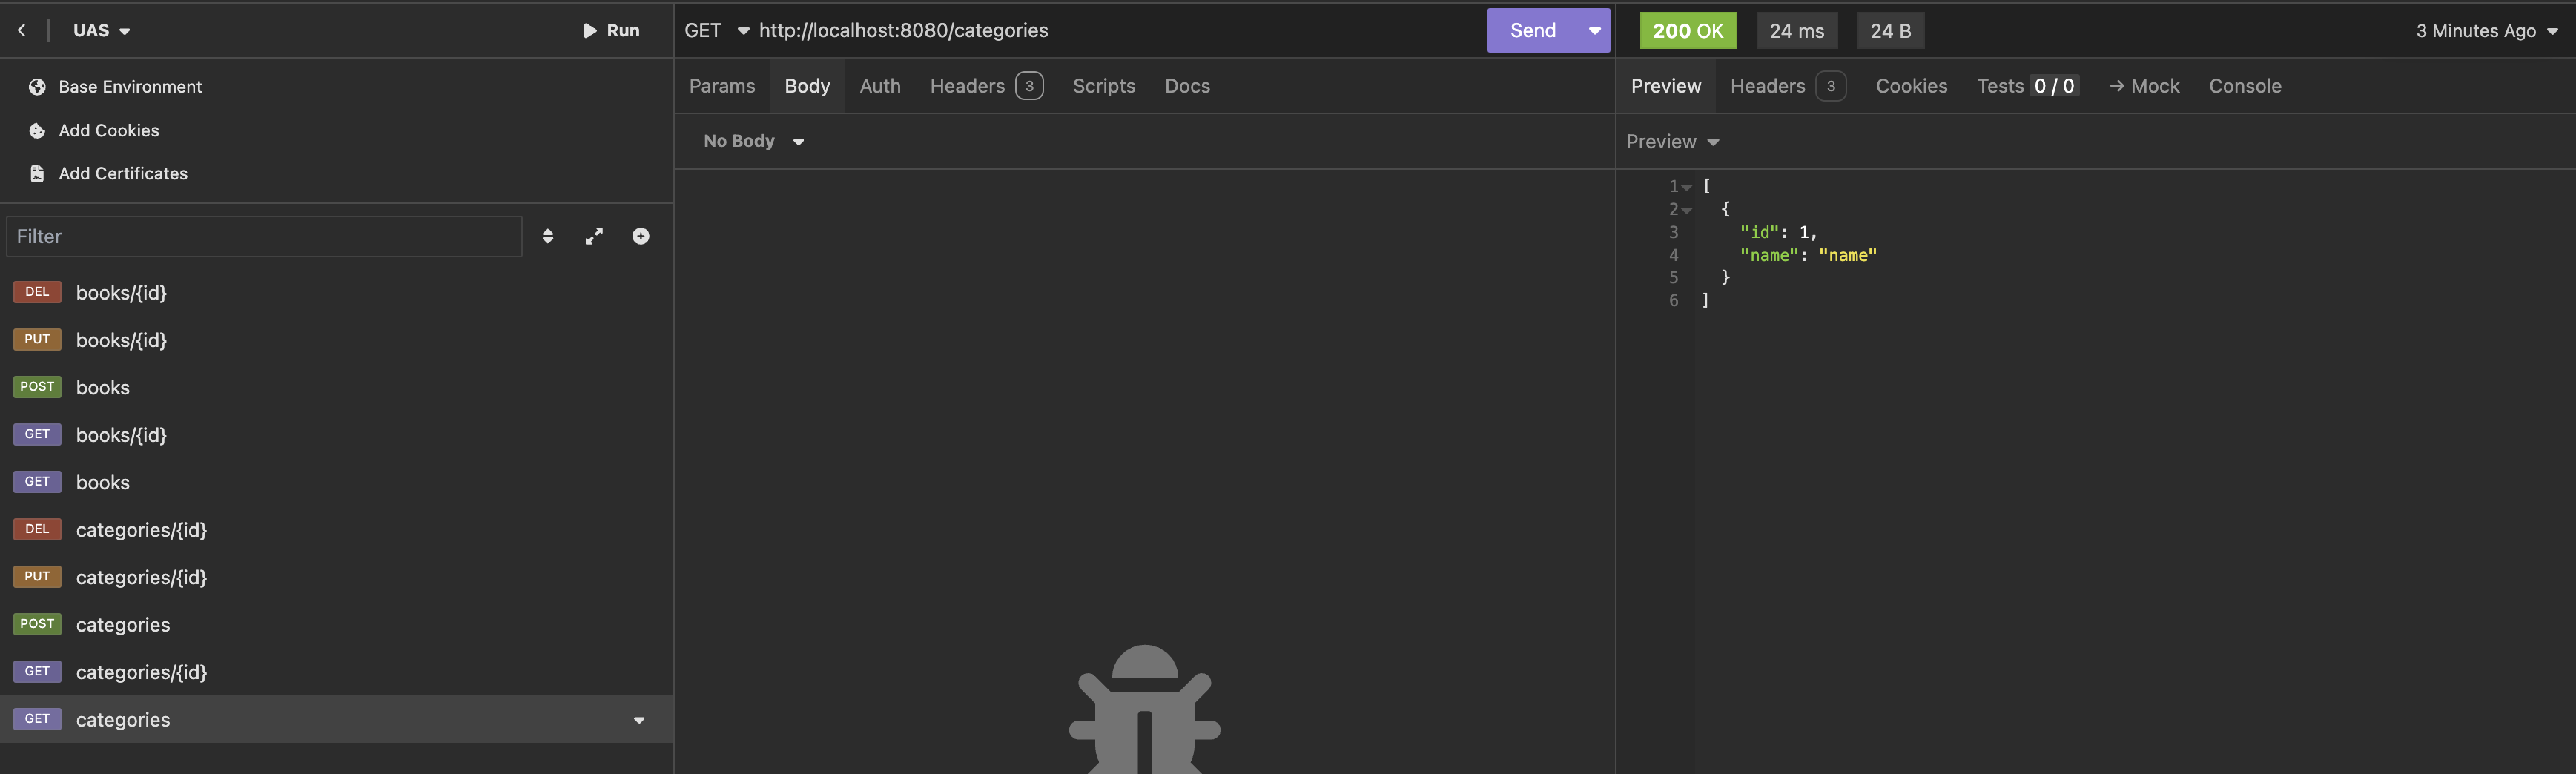 UAS
Run
Base Environment
Add Cookies
Add Certificates
Filter
DEL books/{id}
PUT books/{id}
POST books
GET books/{id}
GET books
DEL categories/{id}
PUT categories/{id}
POST categories
GET categories/{id}
GET categories
GET http://localhost:8080/categories Send
Params Body Auth Headers 3 Scripts Docs
No Body
200 OK 24 ms 24 B 3 Minutes Ago
Preview Headers 3 Cookies Tests 0 / 0 → Mock Console
Preview
1 [
2 {
3 "id": 1,
4 "name": "name"
5 }
6 ]